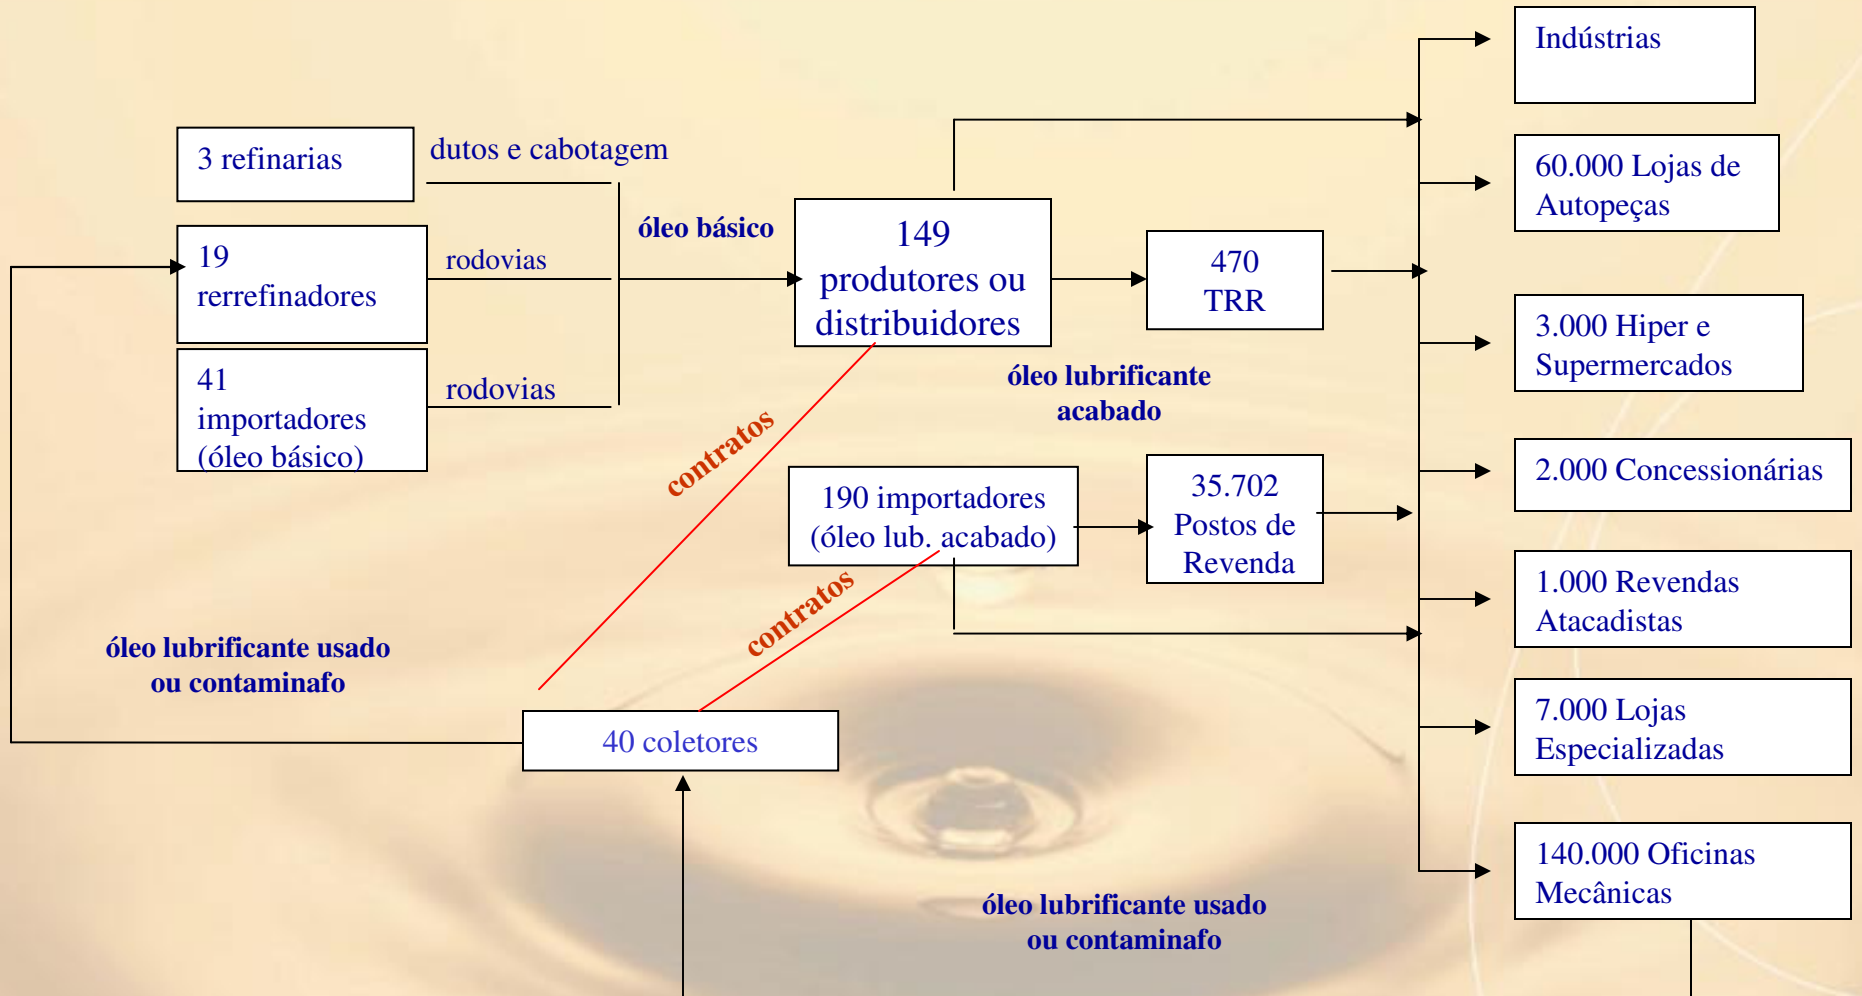 3 refinarias
dutos e cabotagem
19
rerrefinadores
rodovias
41
importadores
(óleo básico)
rodovias
óleo básico
149
produtores ou
distribuidores
470
TRR
óleo lubrificante
acabado
contratos
190 importadores
(óleo lub. acabado)
35.702
Postos de
Revenda
contratos
óleo lubrificante usado
ou contaminafo
40 coletores
óleo lubrificante usado
ou contaminafo
Indústrias
60.000 Lojas de
Autopeças
3.000 Hiper e
Supermercados
2.000 Concessionárias
1.000 Revendas
Atacadistas
7.000 Lojas
Especializadas
140.000 Oficinas
Mecânicas